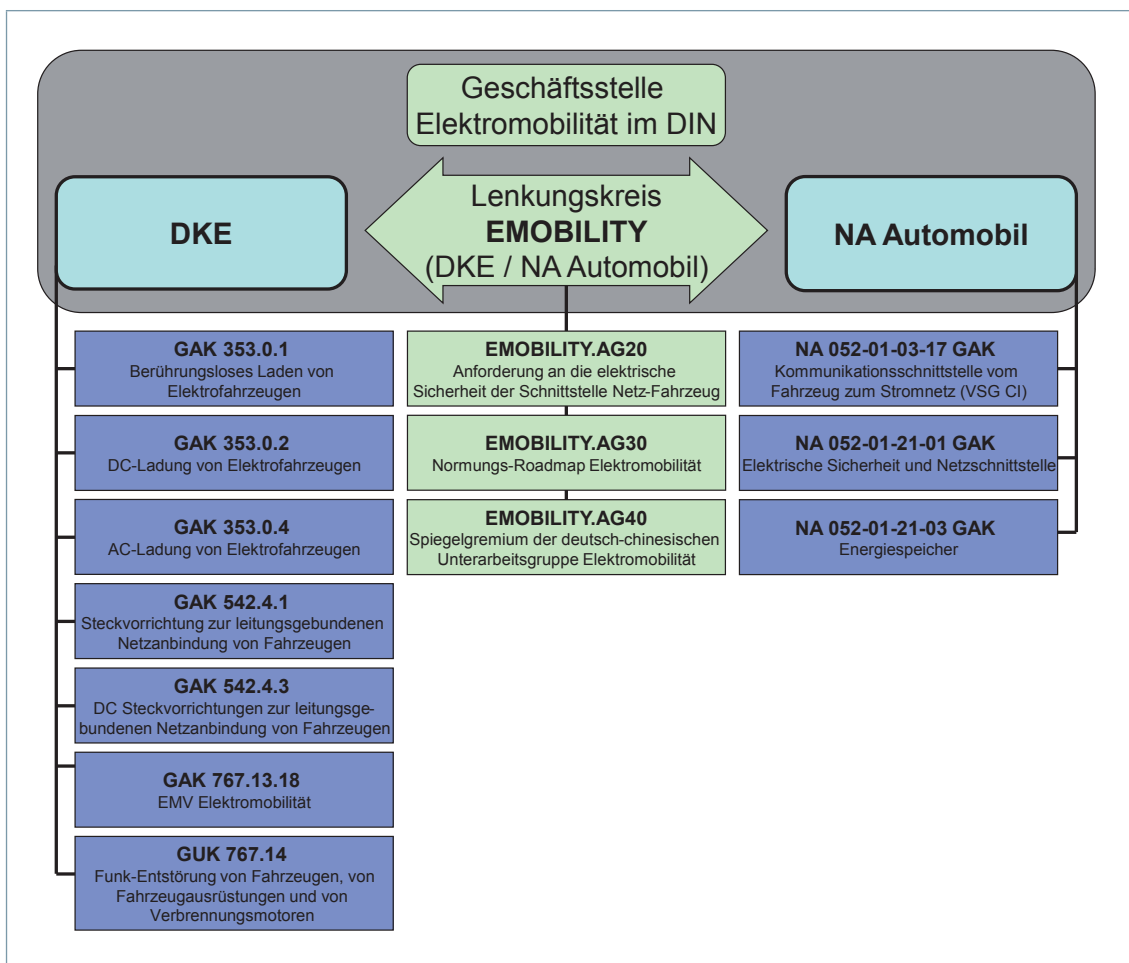 Geschäftsstelle
Elektromobilität im DIN
DKE
Lenkungskreis
EMOBILITY
(DKE / NA Automobil)
NA Automobil
GAK 353.0.1
Berührungsloses Laden von
Elektrofahrzeugen
GAK 353.0.2
DC-Ladung von Elektrofahrzeugen
GAK 353.0.4
AC-Ladung von Elektrofahrzeugen
GAK 542.4.1
Steckvorrichtung zur leitungsgebundenen
Netzanbindung von Fahrzeugen
GAK 542.4.3
DC Steckvorrichtungen zur leitungsge-
bundenen Netzanbindung von Fahrzeugen
GAK 767.13.18
EMV Elektromobilität
GUK 767.14
Funk-Entstörung von Fahrzeugen, von
Fahrzeugausrüstungen und von
Verbrennungsmotoren
EMOBILITY.AG20
Anforderung an die elektrische
Sicherheit der Schnittstelle Netz-Fahrzeug
EMOBILITY.AG30
Normungs-Roadmap Elektromobilität
EMOBILITY.AG40
Spiegelgremium der deutsch-chinesischen
Unterarbeitsgruppe Elektromobilität
NA 052-01-03-17 GAK
Kommunikationsschnittstelle vom
Fahrzeug zum Stromnetz (VSG CI)
NA 052-01-21-01 GAK
Elektrische Sicherheit und Netzschnittstelle
NA 052-01-21-03 GAK
Energiespeicher